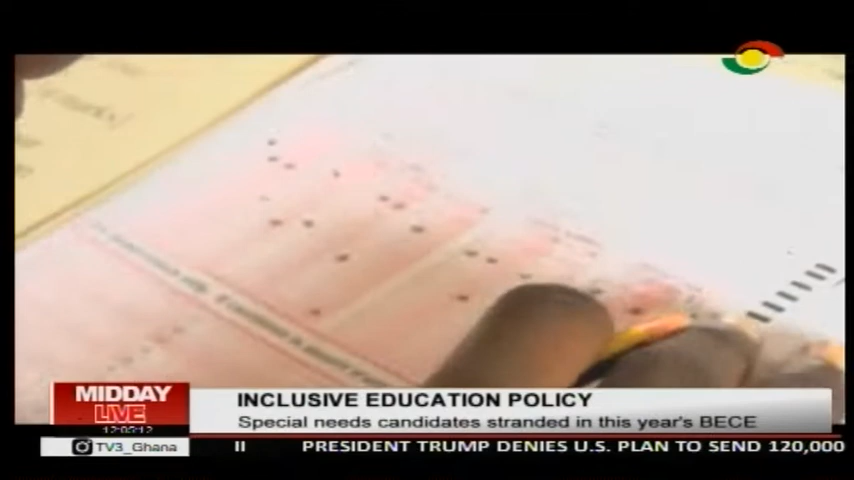 INCLUSIVE EDUCATION POLICY
MIDDAY
LIVE
Special needs candidates stranded in this year's BECE
12:05:12
TV3_Ghana
PRESIDENT TRUMP DENIES U.S. PLAN TO SEND 120,000